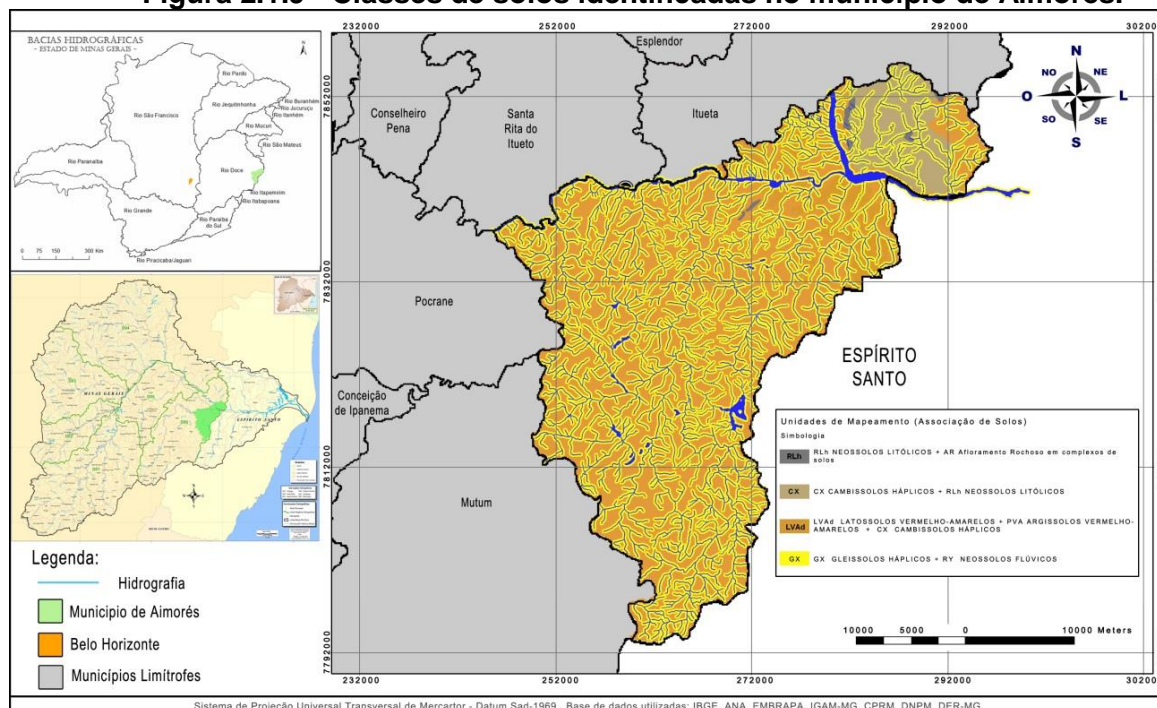 Figura 2.1.5 - Classes de solos identificadas no município de Aimorés.
BACIAS HIDROGRÁFICAS
- ESTADO DE MINAS GERAIS -
N
Rio Pardo
Rio Jequitinhonha
Rio Buranhém
Rio Jucuruçu
Rio Itanhém
Rio São Francisco
Rio Mucuri
Rio São Mateus
Rio Paranaíba
Rio Doce
Rio Itapemirim
Rio Itabapoana
Rio Grande
Rio Paraíba do Sul
Rio Piracicaba/Jaguari
0 75 150 300 Km
MINAS GERAIS
ESPÍRITO SANTO
Legenda:
Hidrografia
Municipio de Aimorés
Belo Horizonte
Municípios Limítrofes
232000 252000 272000 292000 302000
7852000
7832000
7812000
7792000
Esplendor
Conselheiro
Pena
Santa
Rita do
Itueto
Itueta
Pocrane
Conceição
de Ipanema
Mutum
ESPÍRITO
SANTO
N
NO NE
O L
SO SE
S
Unidades de Mapeamento (Associação de Solos)
Simbologia
RLh RLh NEOSSOLOS LITÓLICOS + AR Afloramento Rochoso em complexos de
solos
CX CX CAMBISSOLOS HÁPLICOS + RLh NEOSSOLOS LITÓLICOS
LVAd LVAd LATOSSOLOS VERMELHO-AMARELOS + PVA ARGISSOLOS VERMELHO-
AMARELOS + CX CAMBISSOLOS HÁPLICOS
GX GX GLEISSOLOS HÁPLICOS + RY NEOSSOLOS FLÚVICOS
10000 5000 0 10000 Meters
232000 252000 272000 292000 30200
Sistema de Projeção Universal Transversal de Mercartor - Datum Sad-1969 Base de dados utilizadas: IBGE, ANA, EMBRAPA, IGAM-MG, CPRM, DNPM, DER-MG